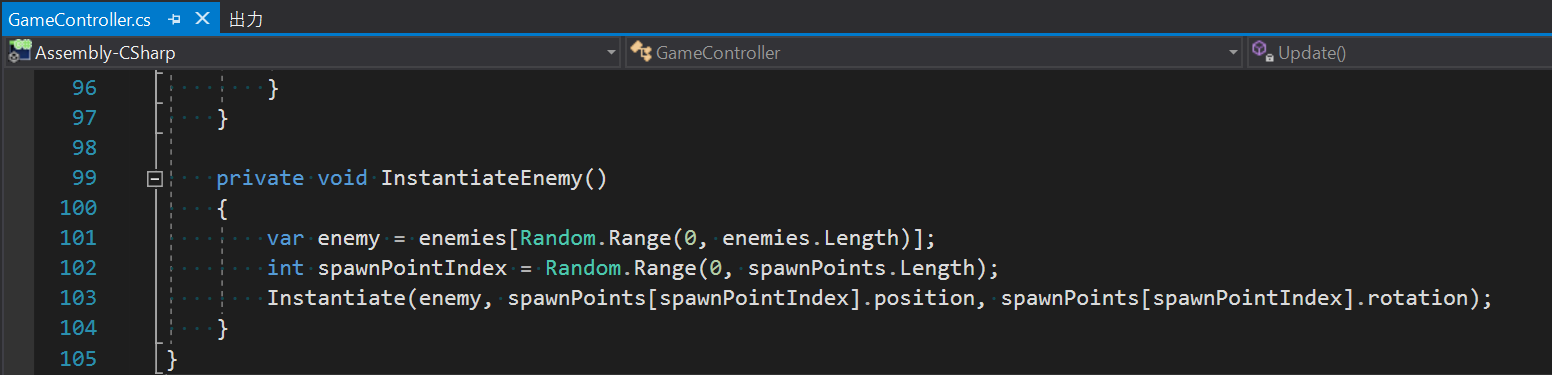 GameController.cs 出力
Assembly-CSharp GameController Update()
96 }
97 }
98
99 private void InstantiateEnemy()
100 {
101 var enemy = enemies[Random.Range(0, enemies.Length)];
102 int spawnPointIndex = Random.Range(0, spawnPoints.Length);
103 Instantiate(enemy, spawnPoints[spawnPointIndex].position, spawnPoints[spawnPointIndex].rotation);
104 }
105 }